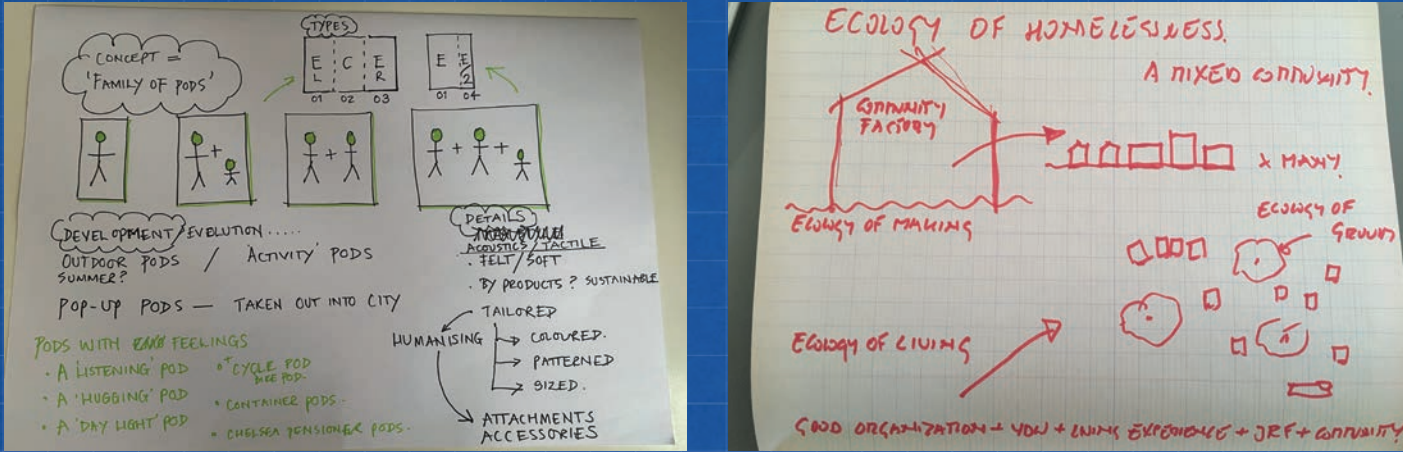 CONCEPT =
'FAMILY OF PODS'
TYPES
E C E
L R
01 02 03
E E/2
01 04
+
+
+ +
DEVELOPMENT / EVOLUTION .....
OUTDOOR PODS / 'ACTIVITY' PODS
SUMMER?
POP-UP PODS — TAKEN OUT INTO CITY
PODS WITH FEELINGS
• A 'LISTENING' POD
• A 'HUGGING' POD
• A 'DAY LIGHT' POD
CYCLE POD
• CONTAINER PODS.
• CHELSEA PENSIONER PODS.
DETAILS
ACOUSTICS / TACTILE
• FELT / SOFT
• BY PRODUCTS? SUSTAINABLE
TAILORED
HUMANISING
COLOURED.
PATTERNED
SIZED.
ATTACHMENTS
ACCESSORIES
ECOLOGY OF HOMELESSNESS.
A MIXED COMMUNITY.
COMMUNITY
FACTORY
x MANY.
ECOLOGY OF MAKING
ECOLOGY OF
GROUND
ECOLOGY OF LIVING
GOOD ORGANIZATION + YOU + LIVING EXPERIENCE + JRF + COMMUNITY